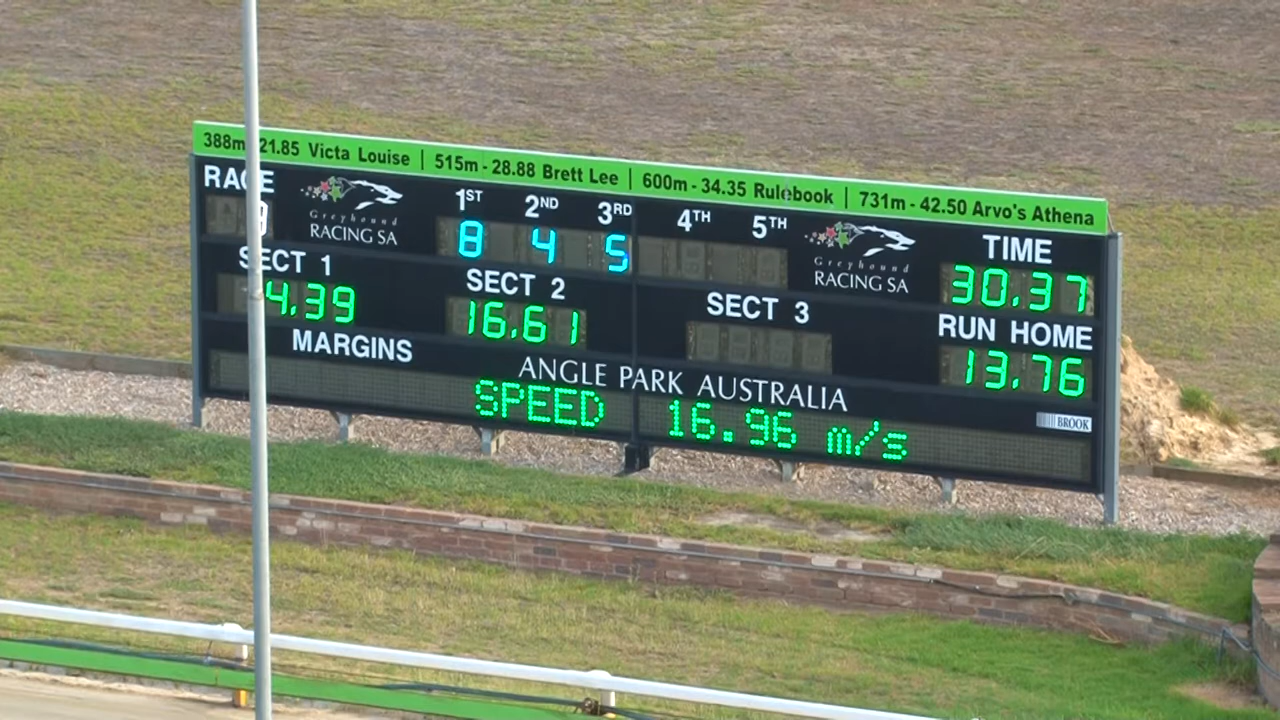 388m 21.85 Victa Louise | 515m - 28.88 Brett Lee | 600m - 34.35 Rulebook | 731m - 42.50 Arvo's Athena
RACE
Greyhound
RACING SA
1ST 2ND 3RD 4TH 5TH
8 4 5
Greyhound
RACING SA
TIME
30.37
SECT 1
4.39
SECT 2
16.61
SECT 3
RUN HOME
13.76
MARGINS
ANGLE PARK AUSTRALIA
SPEED 16.96 m/s
BROOK